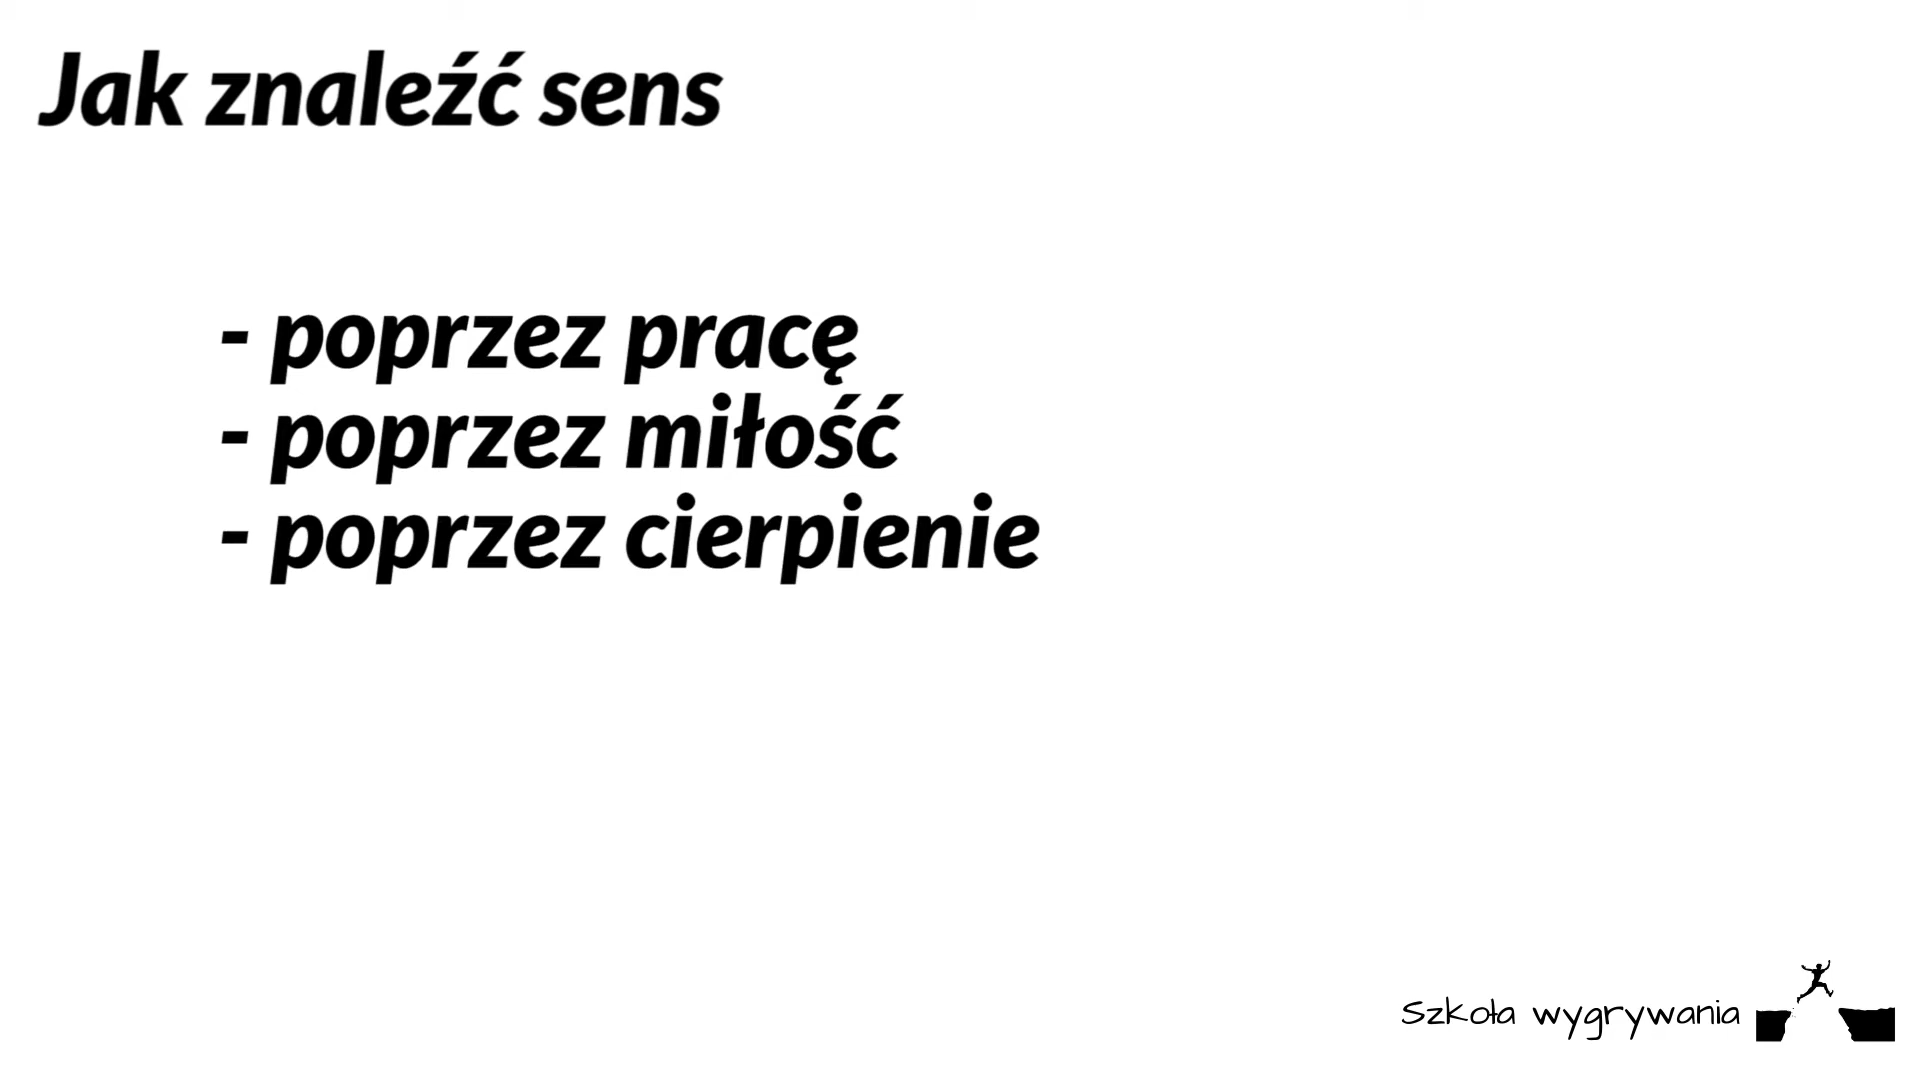 Jak znaleźć sens
- poprzez pracę
- poprzez miłość
- poprzez cierpienie
Szkoła wygrywania